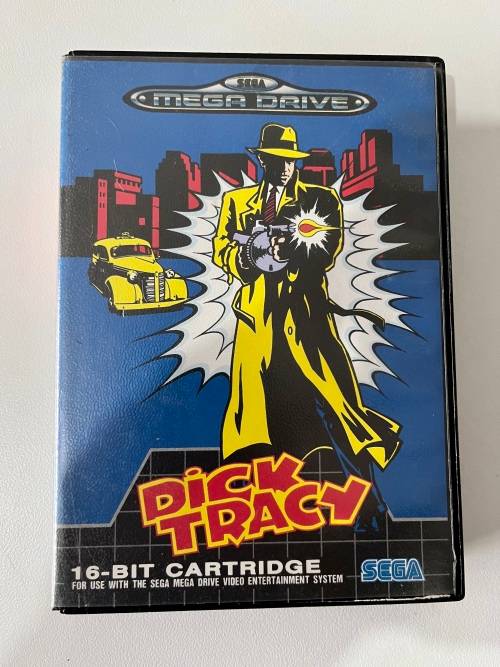 SEGA
MEGA DRIVE
DiCK
TRACY
16-BIT CARTRIDGE
FOR USE WITH THE SEGA MEGA DRIVE VIDEO ENTERTAINMENT SYSTEM
SEGA